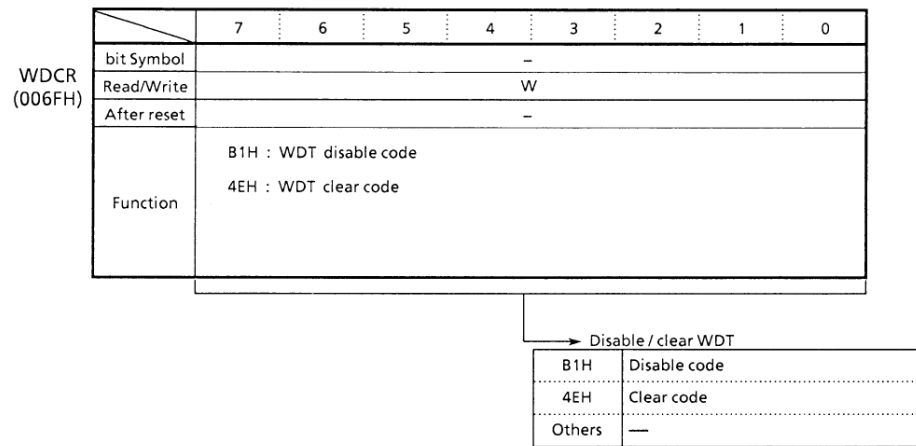 7 6 5 4 3 2 1 0
WDCR
(006FH)
bit Symbol –
Read/Write W
After reset –
Function
B1H : WDT disable code
4EH : WDT clear code
Disable / clear WDT
B1H Disable code
4EH Clear code
Others —